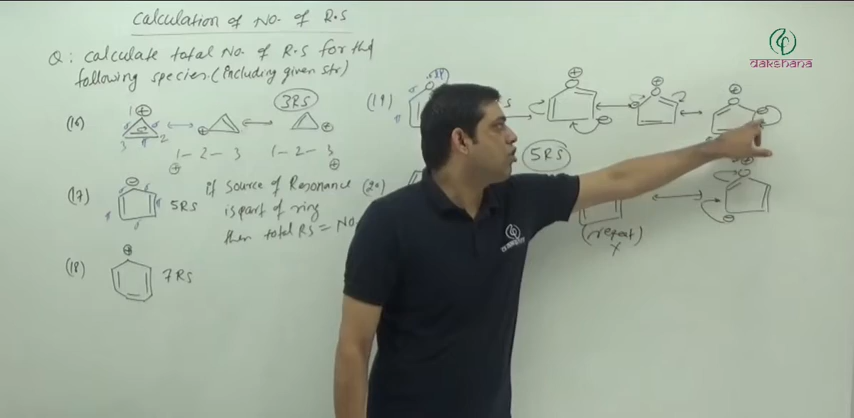 Calculation of No. of R.S
Q: calculate total No. of R.S for the
following species. (including given str)
dakshana
(16)
3RS
3 2
1 – 2 – 3 1 – 2 – 3
(17)
5RS
if source of Resonance
is part of ring
then total RS = No.
(18)
7RS
(19)
5RS
(repeat)
x